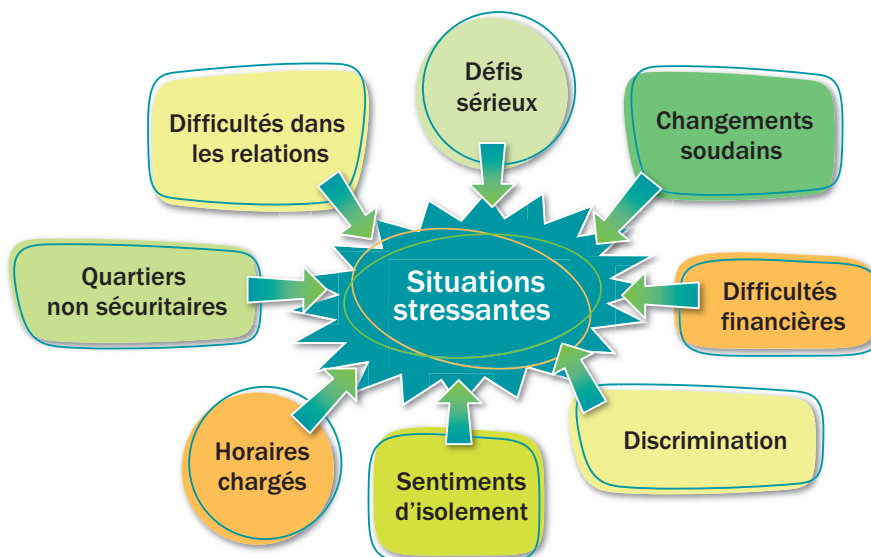 Défis
sérieux
Difficultés dans
les relations
Changements
soudains
Quartiers
non sécuritaires
Situations
stressantes
Difficultés
financières
Horaires
chargés
Sentiments
d’isolement
Discrimination